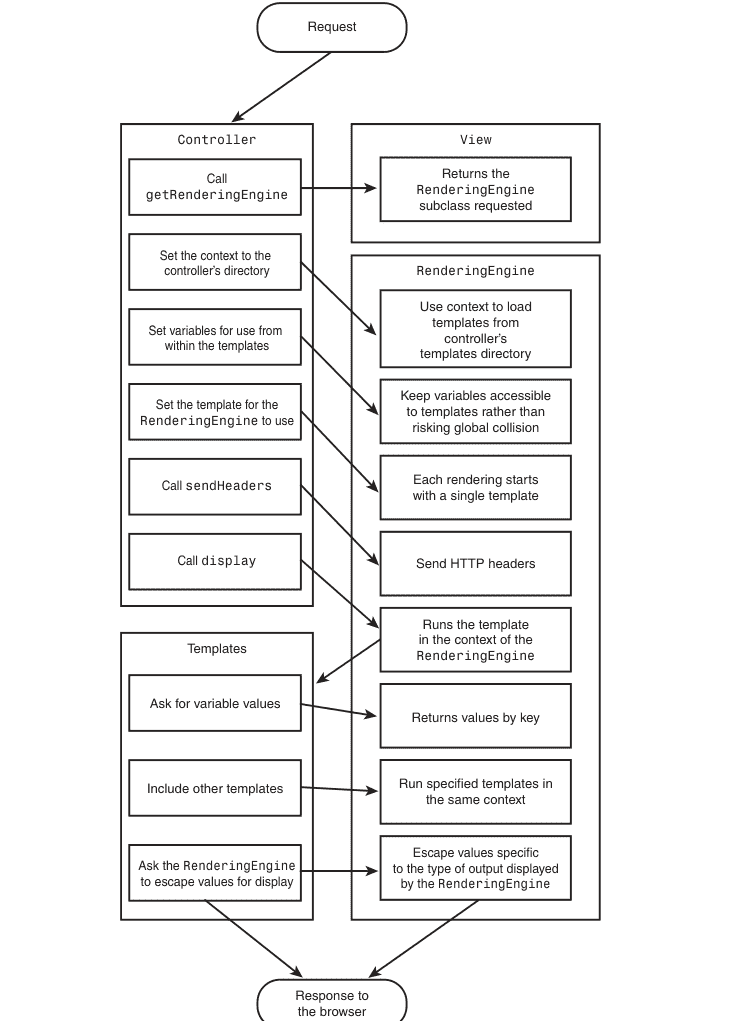 Request
Controller
Call
getRenderingEngine
Set the context to the
controller's directory
Set variables for use from
within the templates
Set the template for the
RenderingEngine to use
Call sendHeaders
Call display
View
Returns the
RenderingEngine
subclass requested
RenderingEngine
Use context to load
templates from
controller's
templates directory
Keep variables accessible
to templates rather than
risking global collision
Each rendering starts
with a single template
Send HTTP headers
Runs the template
in the context of the
RenderingEngine
Templates
Ask for variable values
Include other templates
Ask the RenderingEngine
to escape values for display
Returns values by key
Run specified templates in
the same context
Escape values specific
to the type of output displayed
by the RenderingEngine
Response to
the browser